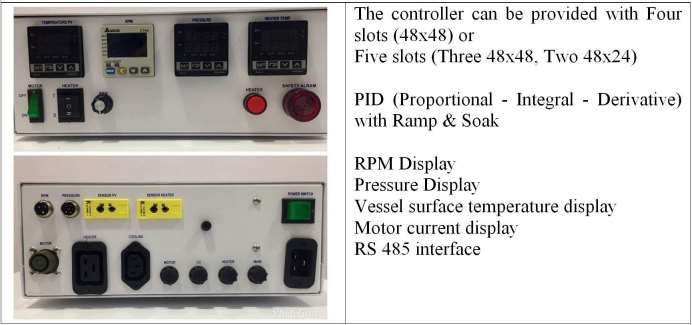 TEMPERATURE PV
RPM
PRESSURE
HEATER TEMP.
MOTOR
HEATER
OFF
ON
HEATER
SAFETY ALARM
RPM
PRESSURE
SENSOR PV
SENSOR HEATER
POWER SWITCH
MOTOR
HEATER
COOLING
MOTOR
HEATER
MAIN
The controller can be provided with Four
slots (48x48) or
Five slots (Three 48x48, Two 48x24)
PID (Proportional - Integral - Derivative)
with Ramp & Soak
RPM Display
Pressure Display
Vessel surface temperature display
Motor current display
RS 485 interface